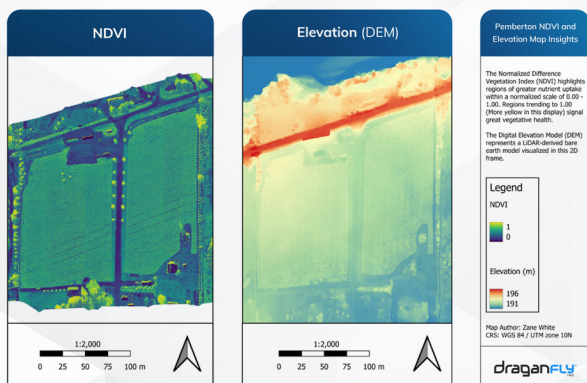 NDVI
1:2,000
0 25 50 75 100 m
Elevation (DEM)
1:2,000
0 25 50 75 100 m
Pemberton NDVI and
Elevation Map Insights
The Normalized Difference
Vegetation Index (NDVI) highlights
regions of greater nutrient uptake
within a normalized scale of 0.00 -
1.00. Regions trending to 1.00
(More yellow in this display) signal
great vegetative health.
The Digital Elevation Model (DEM)
represents a LiDAR-derived bare
earth model visualized in this 2D
frame.
Legend
NDVI
1
0
Elevation (m)
196
191
Map Author: Zane White
CRS: WGS 84 / UTM zone 10N
draganfly
INC